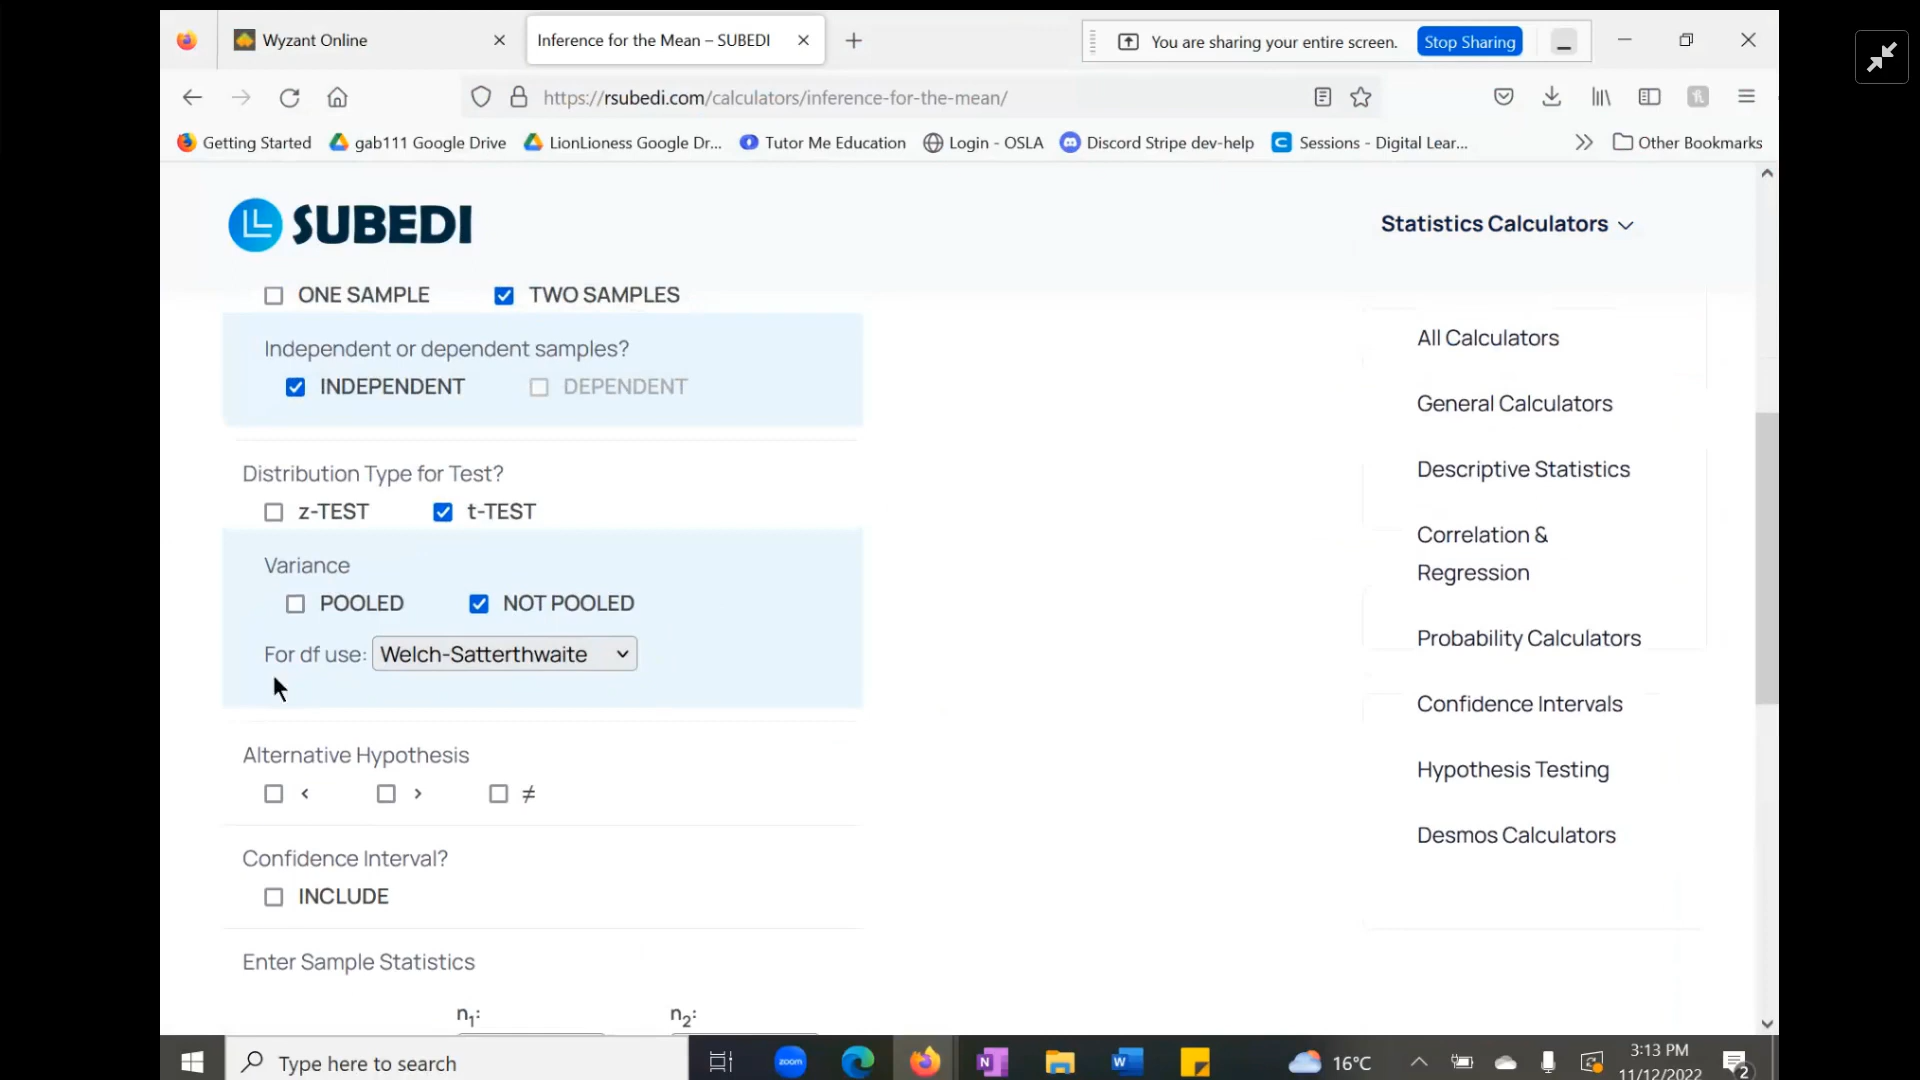 Wyzant Online
Inference for the Mean – SUBEDI
You are sharing your entire screen.
Stop Sharing
https://rsubedi.com/calculators/inference-for-the-mean/
Getting Started
gab111 Google Drive
LionLioness Google Dr...
Tutor Me Education
Login - OSLA
Discord Stripe dev-help
Sessions - Digital Lear...
Other Bookmarks
SUBEDI
Statistics Calculators
ONE SAMPLE TWO SAMPLES
Independent or dependent samples?
INDEPENDENT DEPENDENT
Distribution Type for Test?
z-TEST t-TEST
Variance
POOLED NOT POOLED
For df use: Welch-Satterthwaite
Alternative Hypothesis
< > ≠
Confidence Interval?
INCLUDE
Enter Sample Statistics
n1: n2:
All Calculators
General Calculators
Descriptive Statistics
Correlation &
Regression
Probability Calculators
Confidence Intervals
Hypothesis Testing
Desmos Calculators
Type here to search
zoom
N
W
16°C
3:13 PM
11/12/2022
2